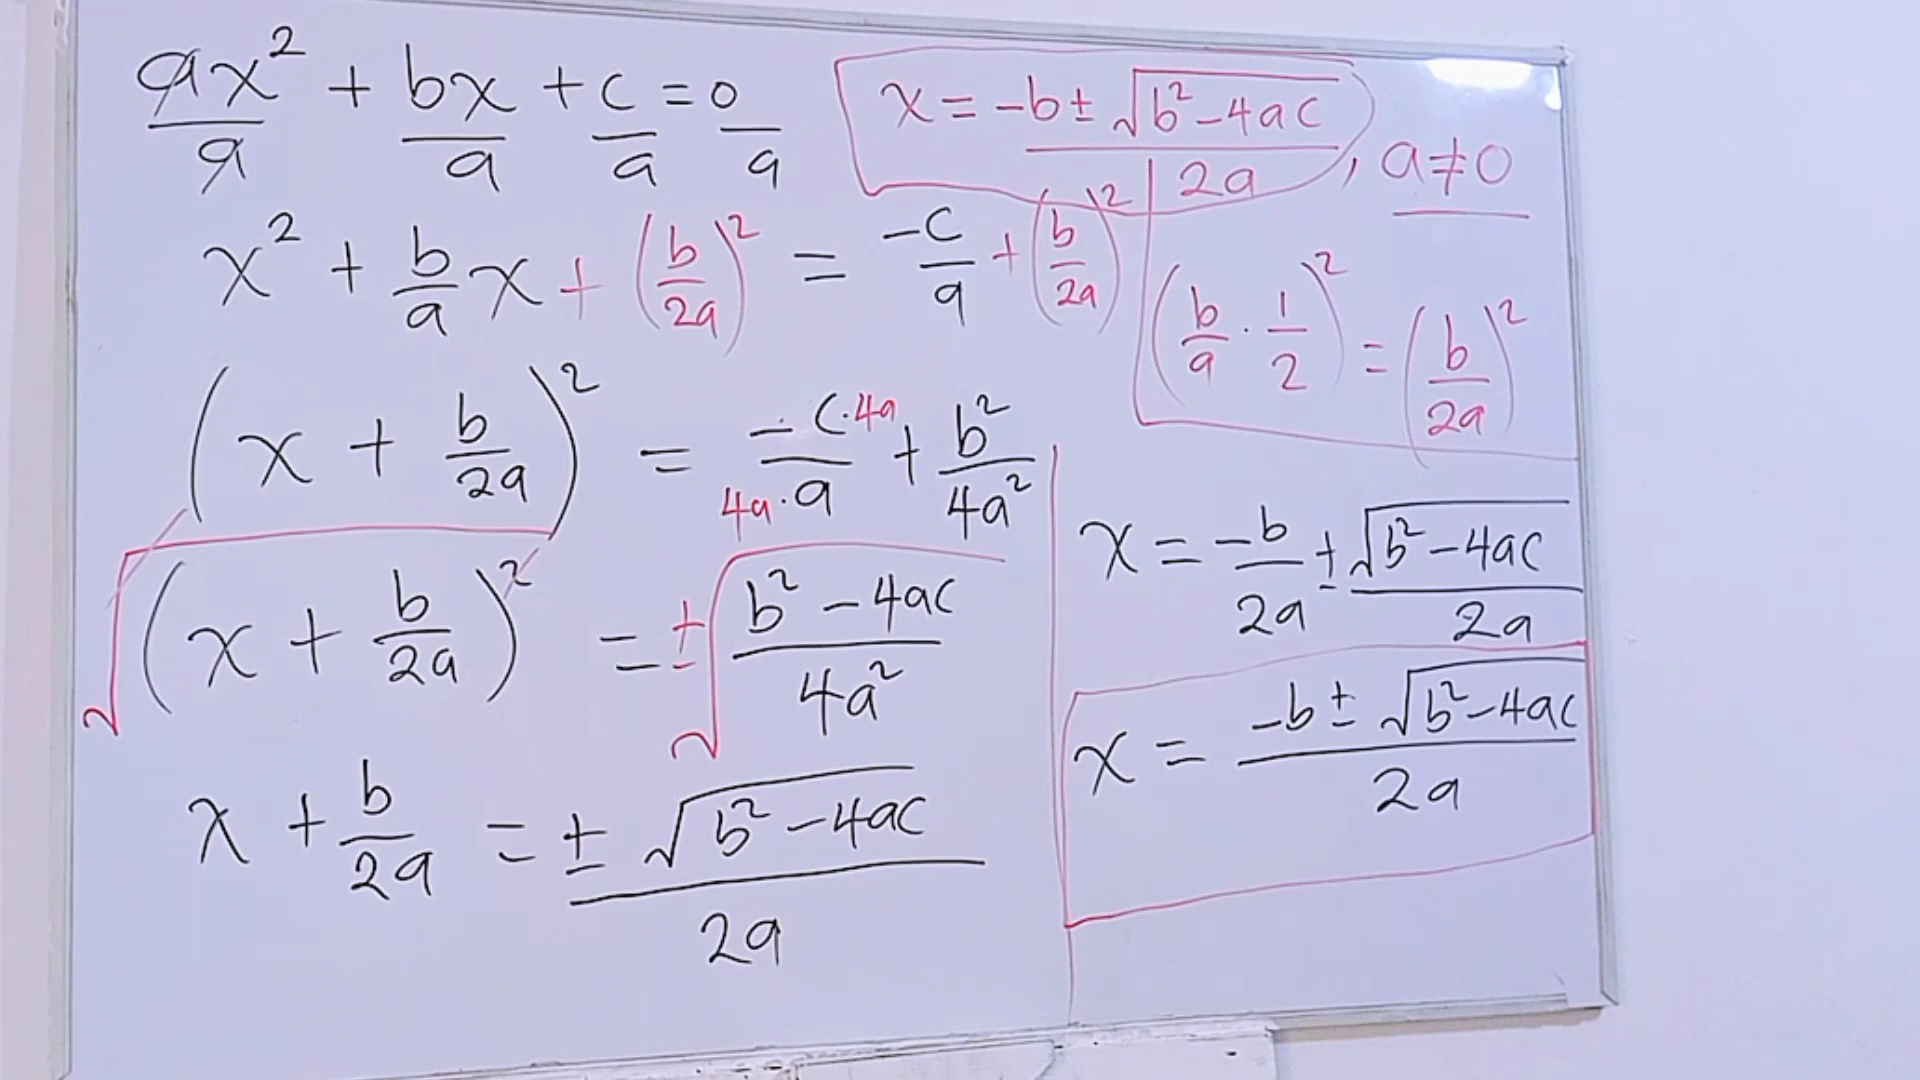 ax²/a + bx/a + c/a = 0/a
x = (-b ± √(b² - 4ac))/2a , a ≠ 0
x² + b/a x + (b/2a)² = -c/a + (b/2a)²
(b/a · 1/2)² = (b/2a)²
(x + b/2a)² = -c·4a/4a·a + b²/4a²
√(x + b/2a)² = ± √((b² - 4ac)/4a²)
x + b/2a = ± √(b² - 4ac)/2a
x = -b/2a ± √(b² - 4ac)/2a
x = (-b ± √(b² - 4ac))/2a